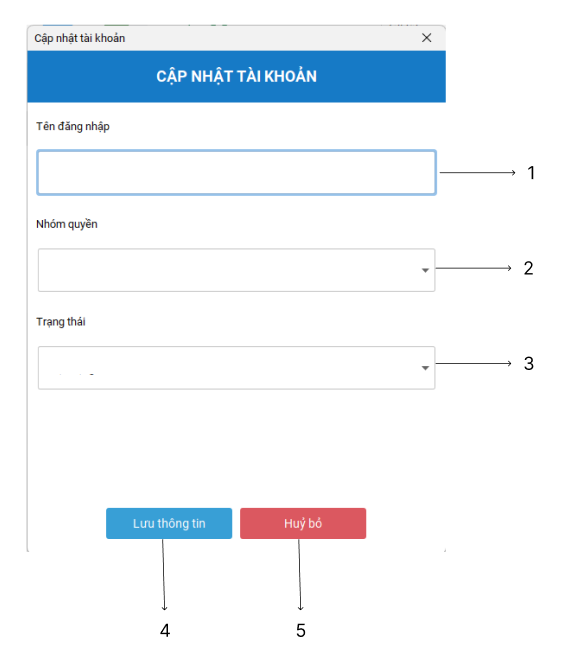 Cập nhật tài khoản
CẬP NHẬT TÀI KHOẢN
Tên đăng nhập
1
Nhóm quyền
2
Trạng thái
3
Lưu thông tin
Huỷ bỏ
4
5